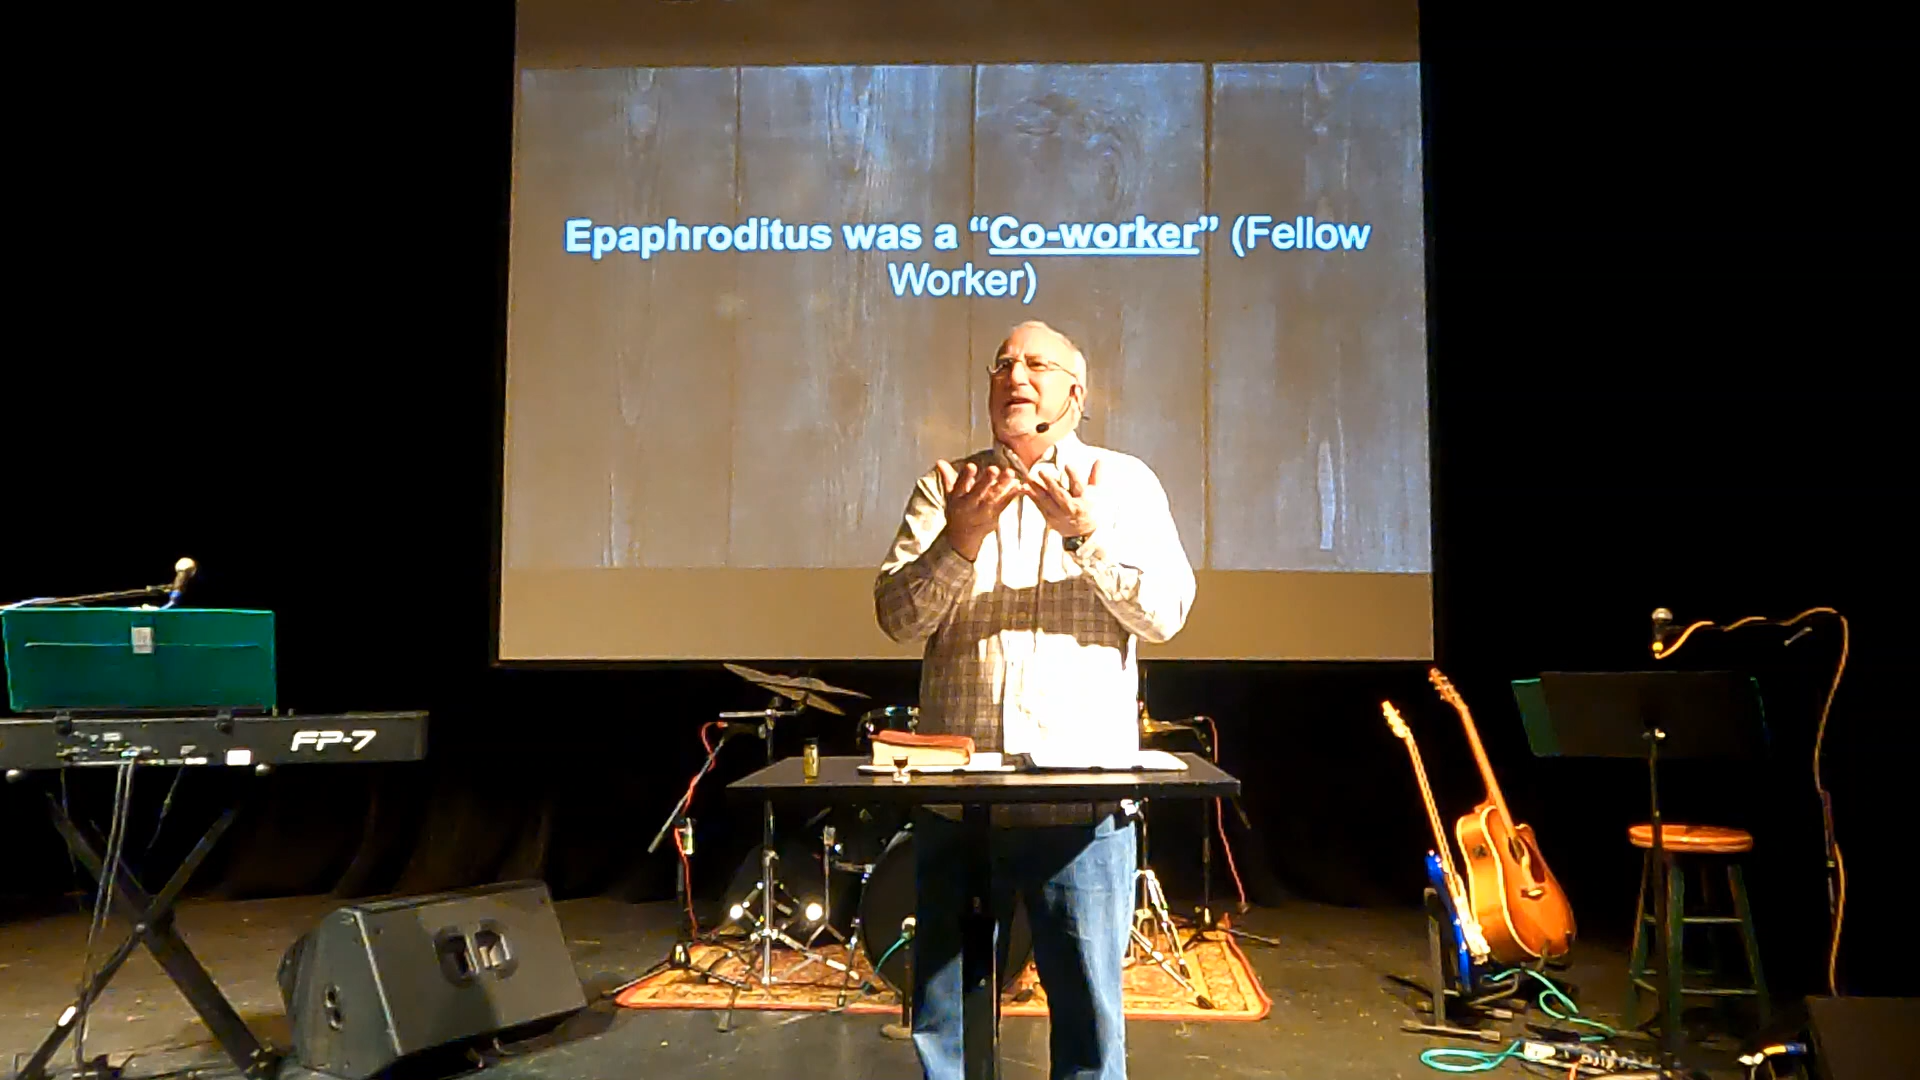 Epaphroditus was a “Co-worker” (Fellow
Worker)
FP-7